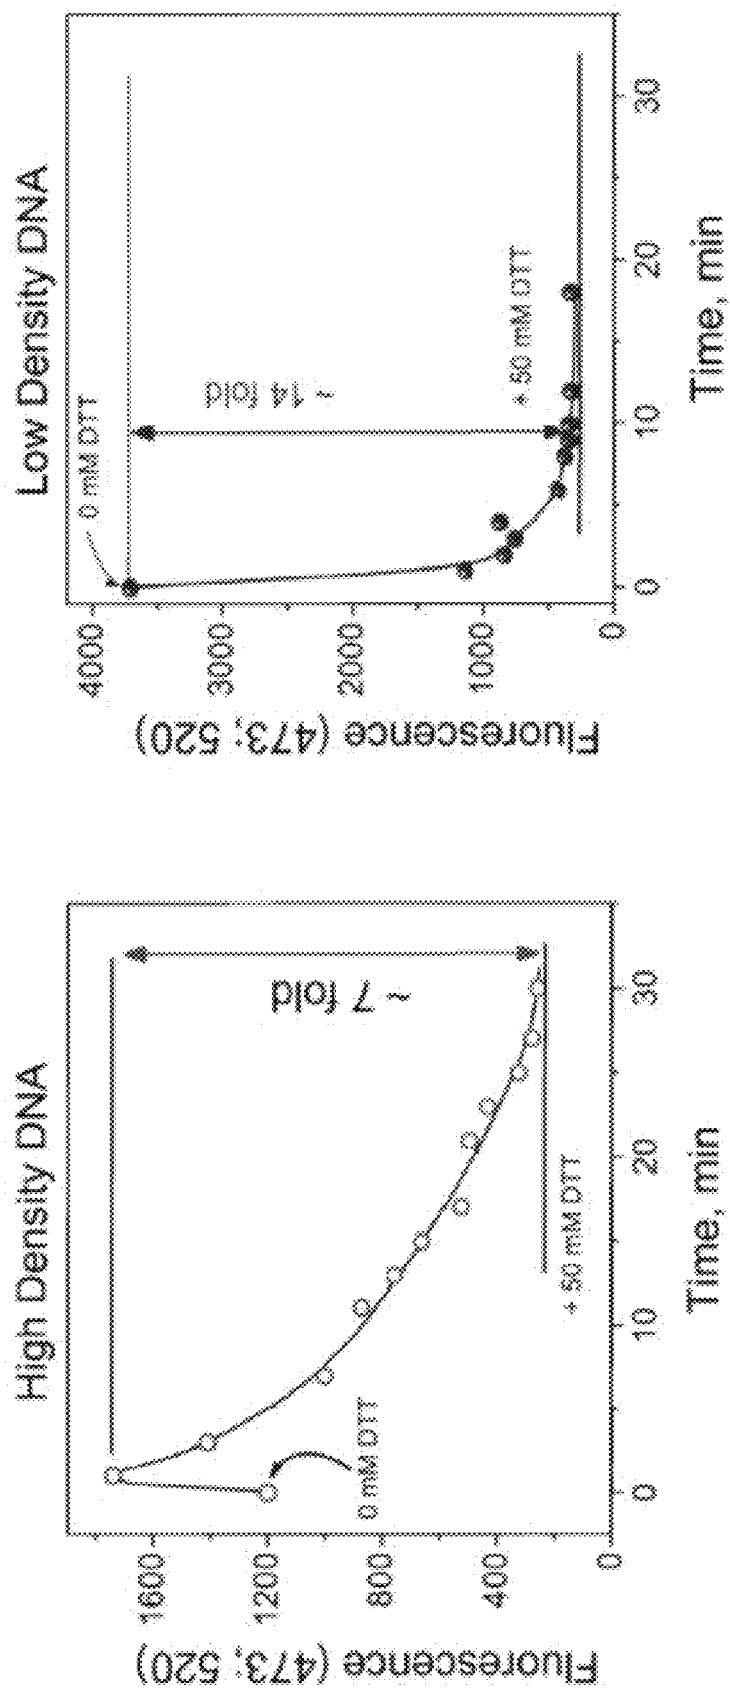 High Density DNA
Fluorescence (473; 520)
1600
1200
800
400
0
0 mM DTT
~ 7 fold
+ 50 mM DTT
0
10
20
30
Time, min
Low Density DNA
Fluorescence (473; 520)
4000
3000
2000
1000
0
0 mM DTT
~ 14 fold
+ 50 mM DTT
0
10
20
30
Time, min